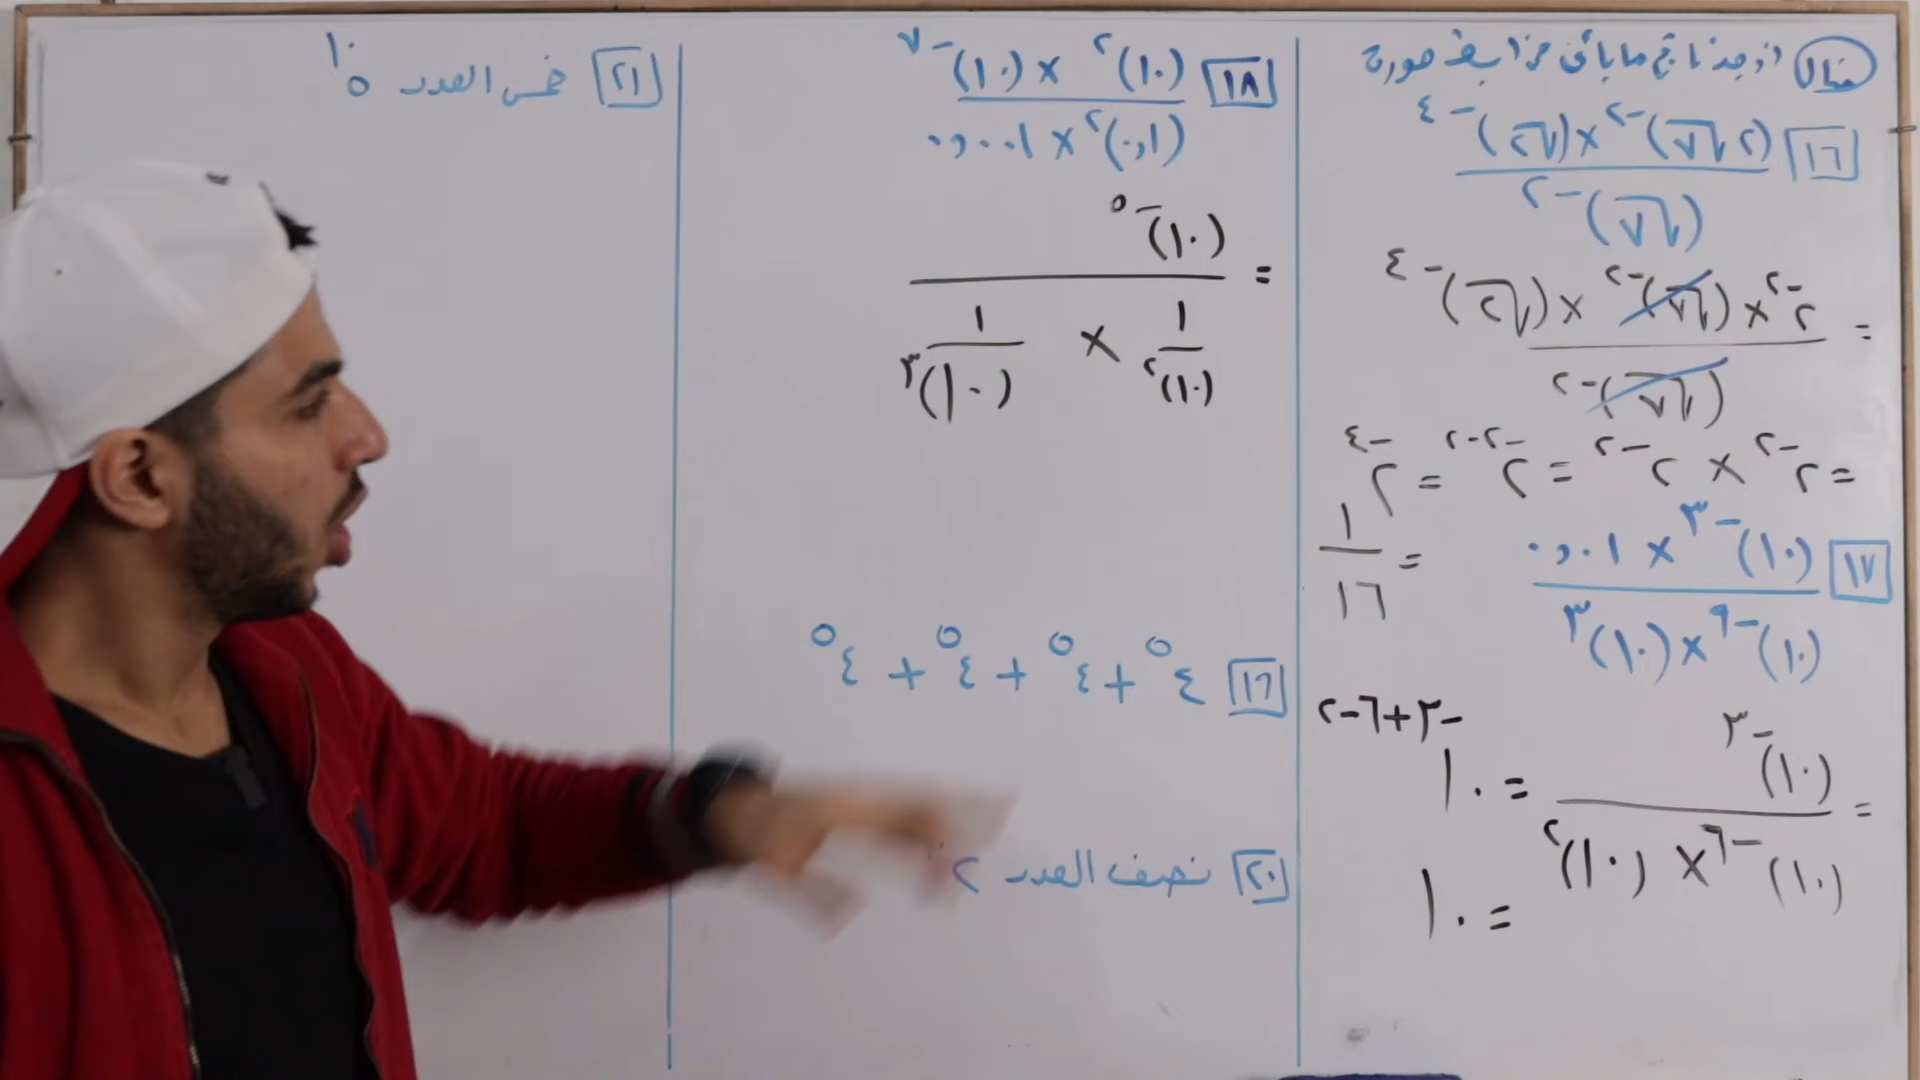 مثال أوجد ناتج ما يأتي في أبسط صورة
[١٦] (٢√٧)^-٢ × (√٢)^-٤ / (√٧)^-٢
= ٢^-٢ × (√٧)^-٢ × (√٢)^-٤ / (√٧)^-٢
= ٢^-٢ × ٢^-٢ = ٢^-٢-٢ = ٢^-٤
= ١/١٦
[١٧] (١٠)^-٣ × ٠,٠١ / (١٠)^-٦ × (١٠)^٣
= (١٠)^-٣ / (١٠)^-٦ × (١٠)^٢ = ١٠^-٣+٦-٢
= ١٠
[١٨] (١٠)^٢ × (١٠)^-٧ / (٠,١)^٢ × ٠,٠٠١
= (١٠)^-٥ / ١/(١٠)^٢ × ١/(١٠)^٣
[١٩] ٤^٥ + ٤^٥ + ٤^٥ + ٤^٥
[٢٠] نصف العدد ٢
[٢١] خمس العدد ٥^١٠